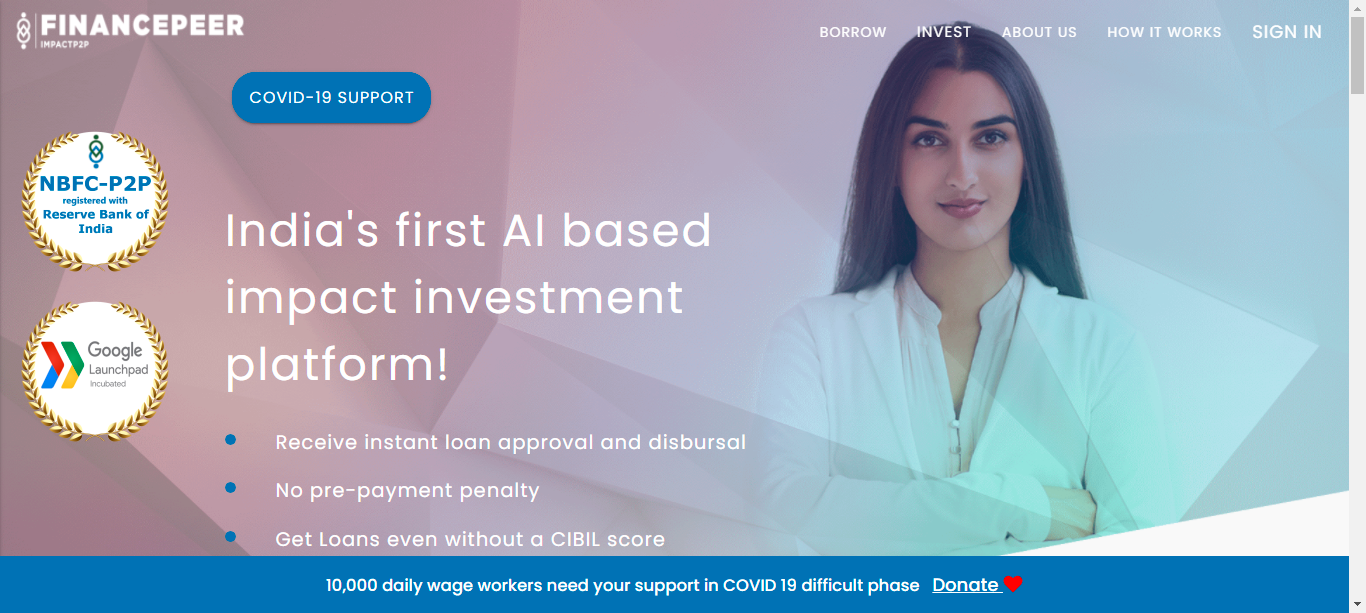 FINANCEPEER
IMPACTP2P
BORROW INVEST ABOUT US HOW IT WORKS SIGN IN
COVID-19 SUPPORT
NBFC-P2P
registered with
Reserve Bank of
India
Google
Launchpad
Incubated
India's first AI based
impact investment
platform!
Receive instant loan approval and disbursal
No pre-payment penalty
Get Loans even without a CIBIL score
10,000 daily wage workers need your support in COVID 19 difficult phase Donate